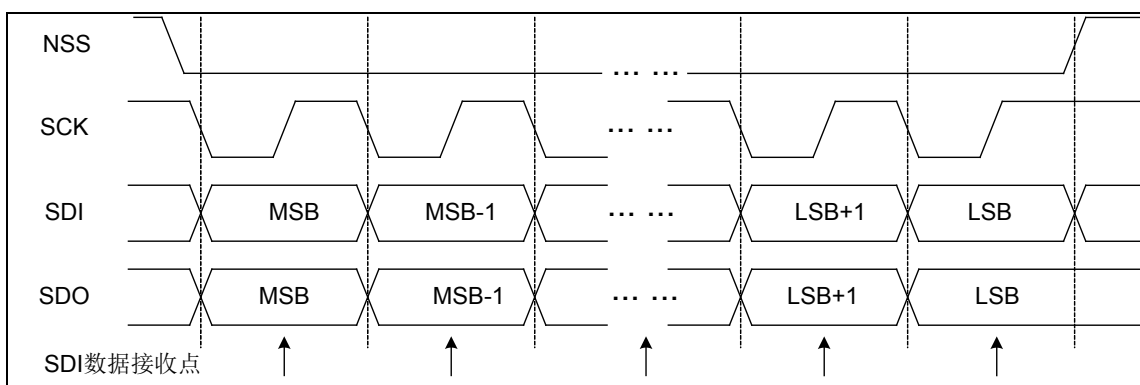 NSS
... ...
SCK
... ...
SDI MSB MSB-1 ... ... LSB+1 LSB
SDO MSB MSB-1 ... ... LSB+1 LSB
SDI数据接收点